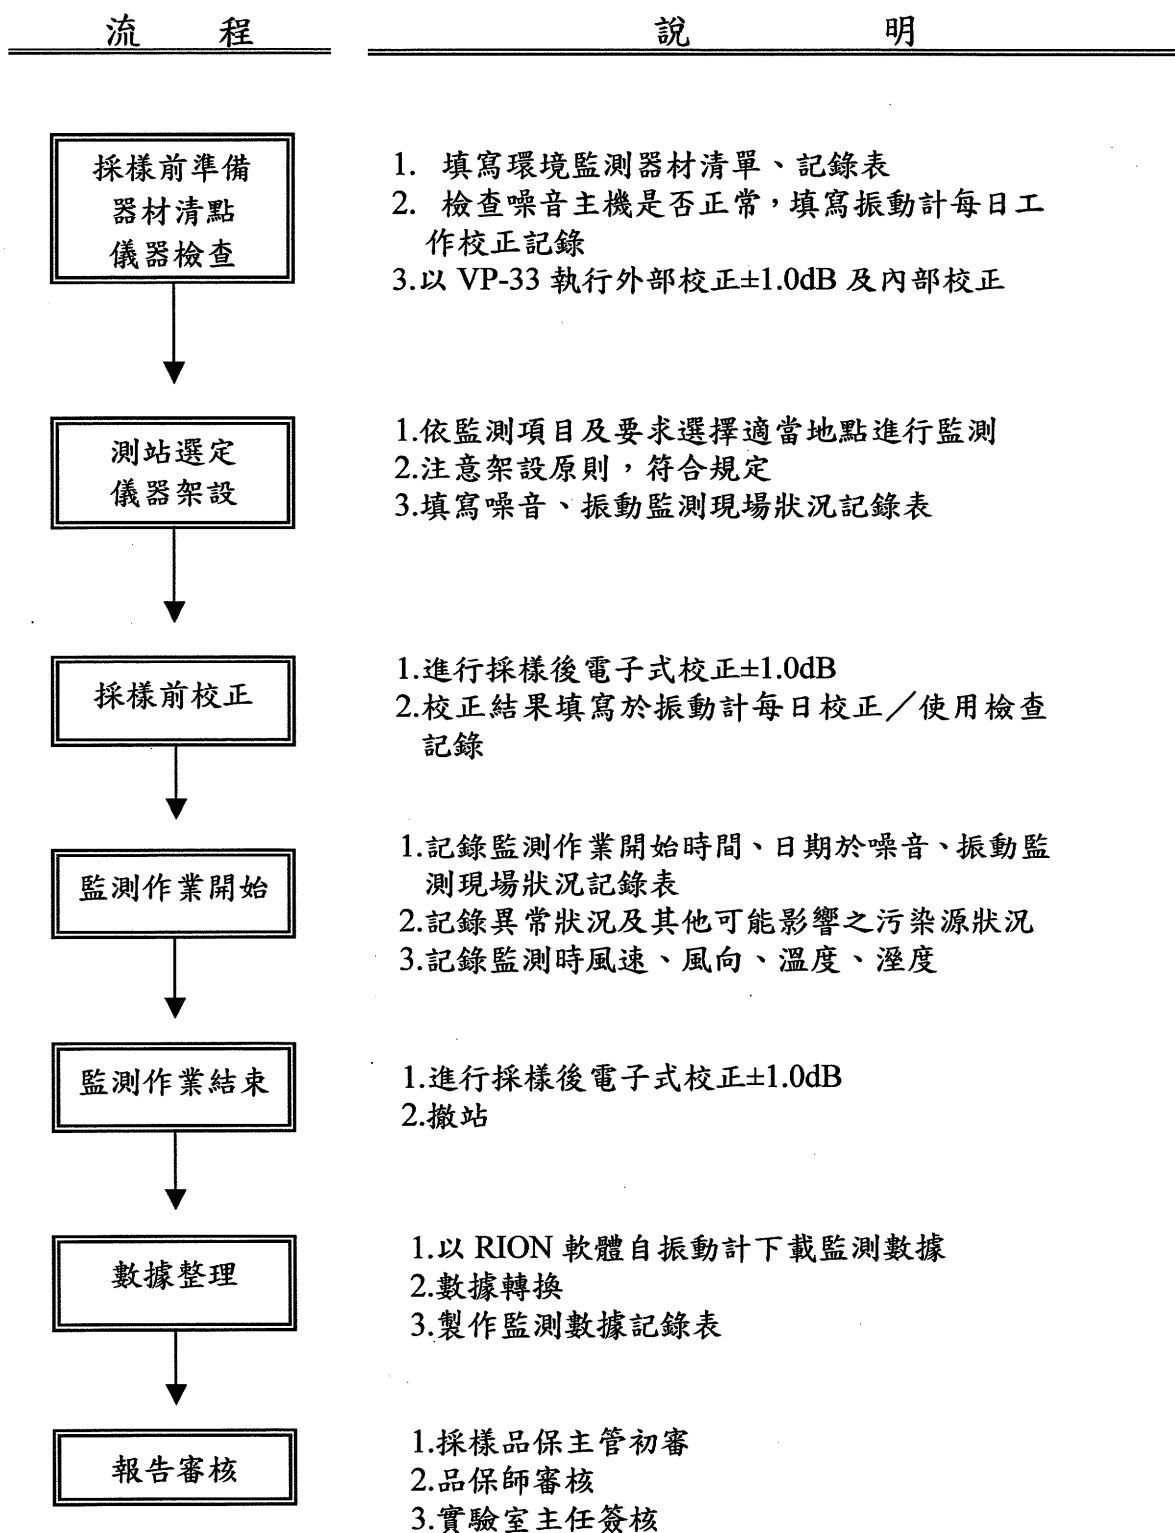 流 程
說 明
採樣前準備
器材清點
儀器檢查
1. 填寫環境監測器材清單、記錄表
2. 檢查噪音主機是否正常，填寫振動計每日工
作校正記錄
3.以 VP-33 執行外部校正±1.0dB 及內部校正
測站選定
儀器架設
1.依監測項目及要求選擇適當地點進行監測
2.注意架設原則，符合規定
3.填寫噪音、振動監測現場狀況記錄表
採樣前校正
1.進行採樣後電子式校正±1.0dB
2.校正結果填寫於振動計每日校正／使用檢查
記錄
監測作業開始
1.記錄監測作業開始時間、日期於噪音、振動監
測現場狀況記錄表
2.記錄異常狀況及其他可能影響之污染源狀況
3.記錄監測時風速、風向、溫度、溼度
監測作業結束
1.進行採樣後電子式校正±1.0dB
2.撤站
數據整理
1.以 RION 軟體自振動計下載監測數據
2.數據轉換
3.製作監測數據記錄表
報告審核
1.採樣品保主管初審
2.品保師審核
3.實驗室主任簽核